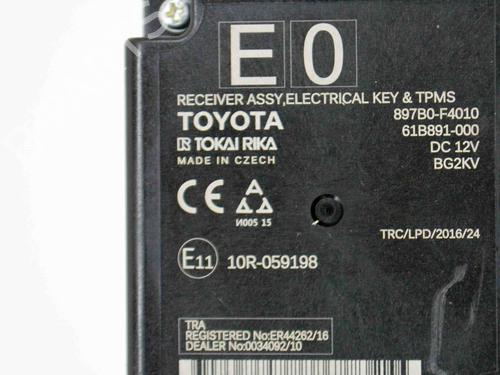 E 0
RECEIVER ASSY,ELECTRICAL KEY & TPMS
TOYOTA 897B0-F4010
TOKAI RIKA 61B891-000
MADE IN CZECH DC 12V
BG2KV
CE
И005 15
TRC/LPD/2016/24
E11 10R-059198
TRA
REGISTERED No:ER44262/16
DEALER No:0034092/10